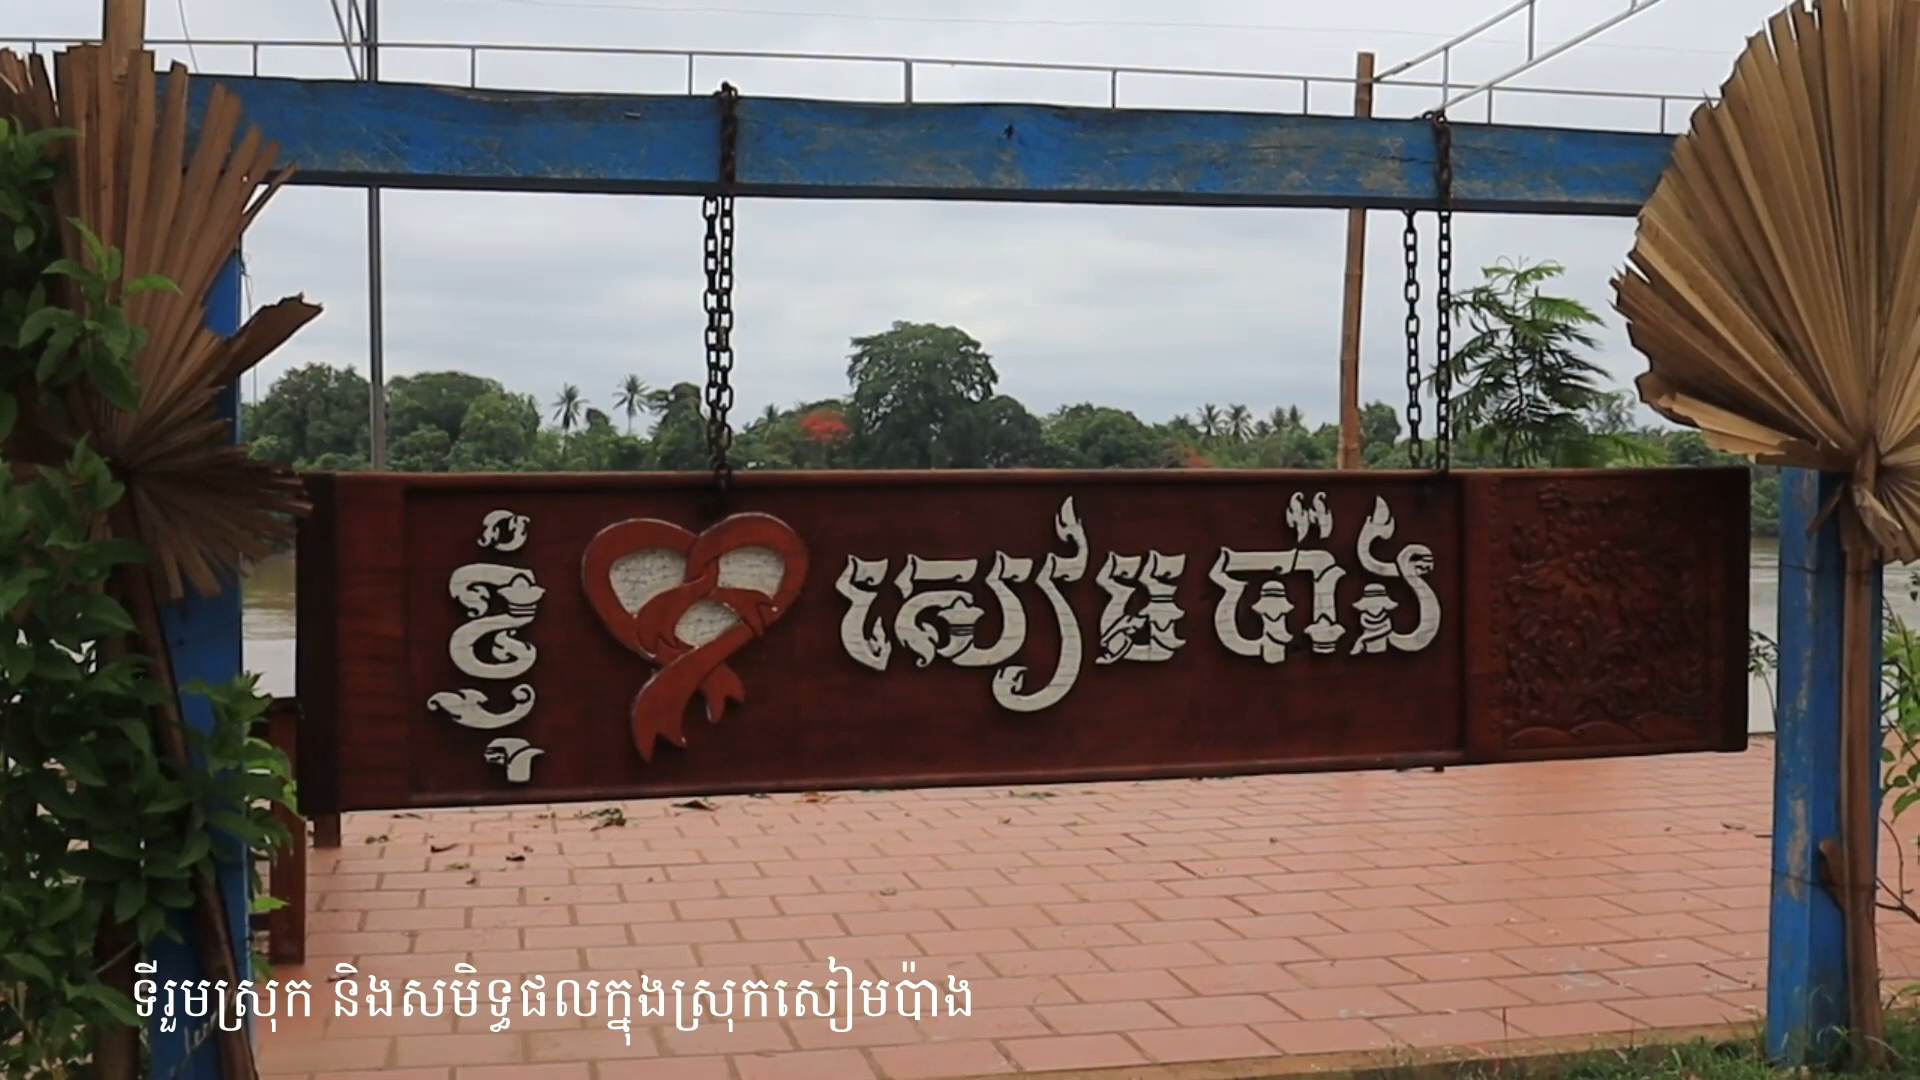 ខ្ញុំ
សៀមប៉ាង
ទីរួមស្រុក និងសមិទ្ធផលក្នុងស្រុកសៀមប៉ាង